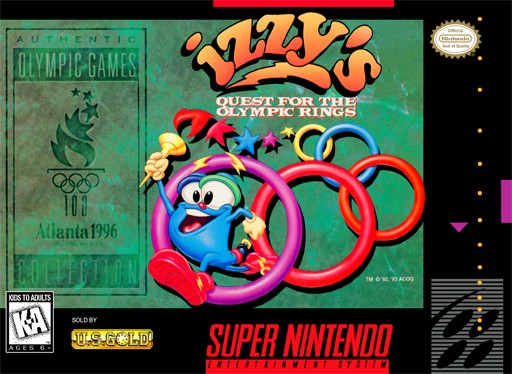 AUTHENTIC
OLYMPIC GAMES
100
Atlanta 1996
COLLECTION
izzy's
QUEST FOR THE
OLYMPIC RINGS
Official
Nintendo
Seal of Quality
TM © '92, '93 ACOG
KIDS TO ADULTS
K-A
AGES 6+
SOLD BY
U.S. GOLD
SUPER NINTENDO
ENTERTAINMENT SYSTEM